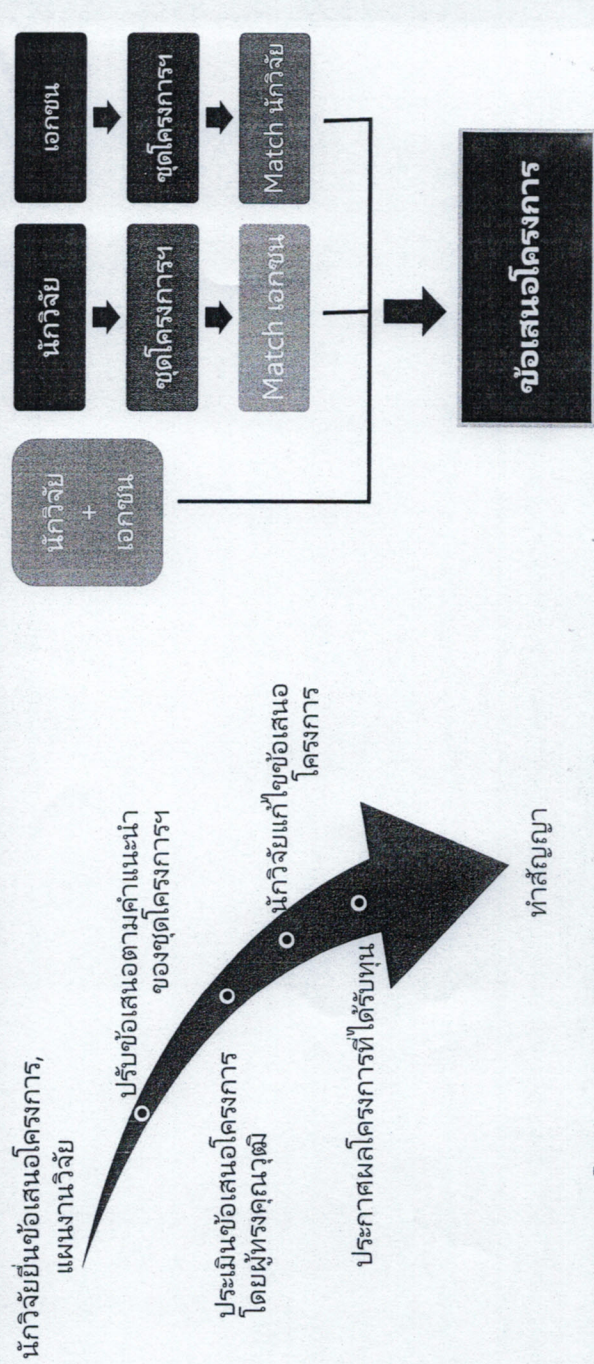 นักวิจัยยื่นข้อเสนอโครงการ,
แผนงานวิจัย
ปรับข้อเสนอตามคำแนะนำ
ของชุดโครงการฯ
ประเมินข้อเสนอโครงการ
โดยผู้ทรงคุณวุฒิ
นักวิจัยแก้ไขข้อเสนอ
โครงการ
ประกาศผลโครงการที่ได้รับทุน
ทำสัญญา
นักวิจัย
+
เอกชน
นักวิจัย
ชุดโครงการฯ
Match เอกชน
เอกชน
ชุดโครงการฯ
Match นักวิจัย
ข้อเสนอโครงการ